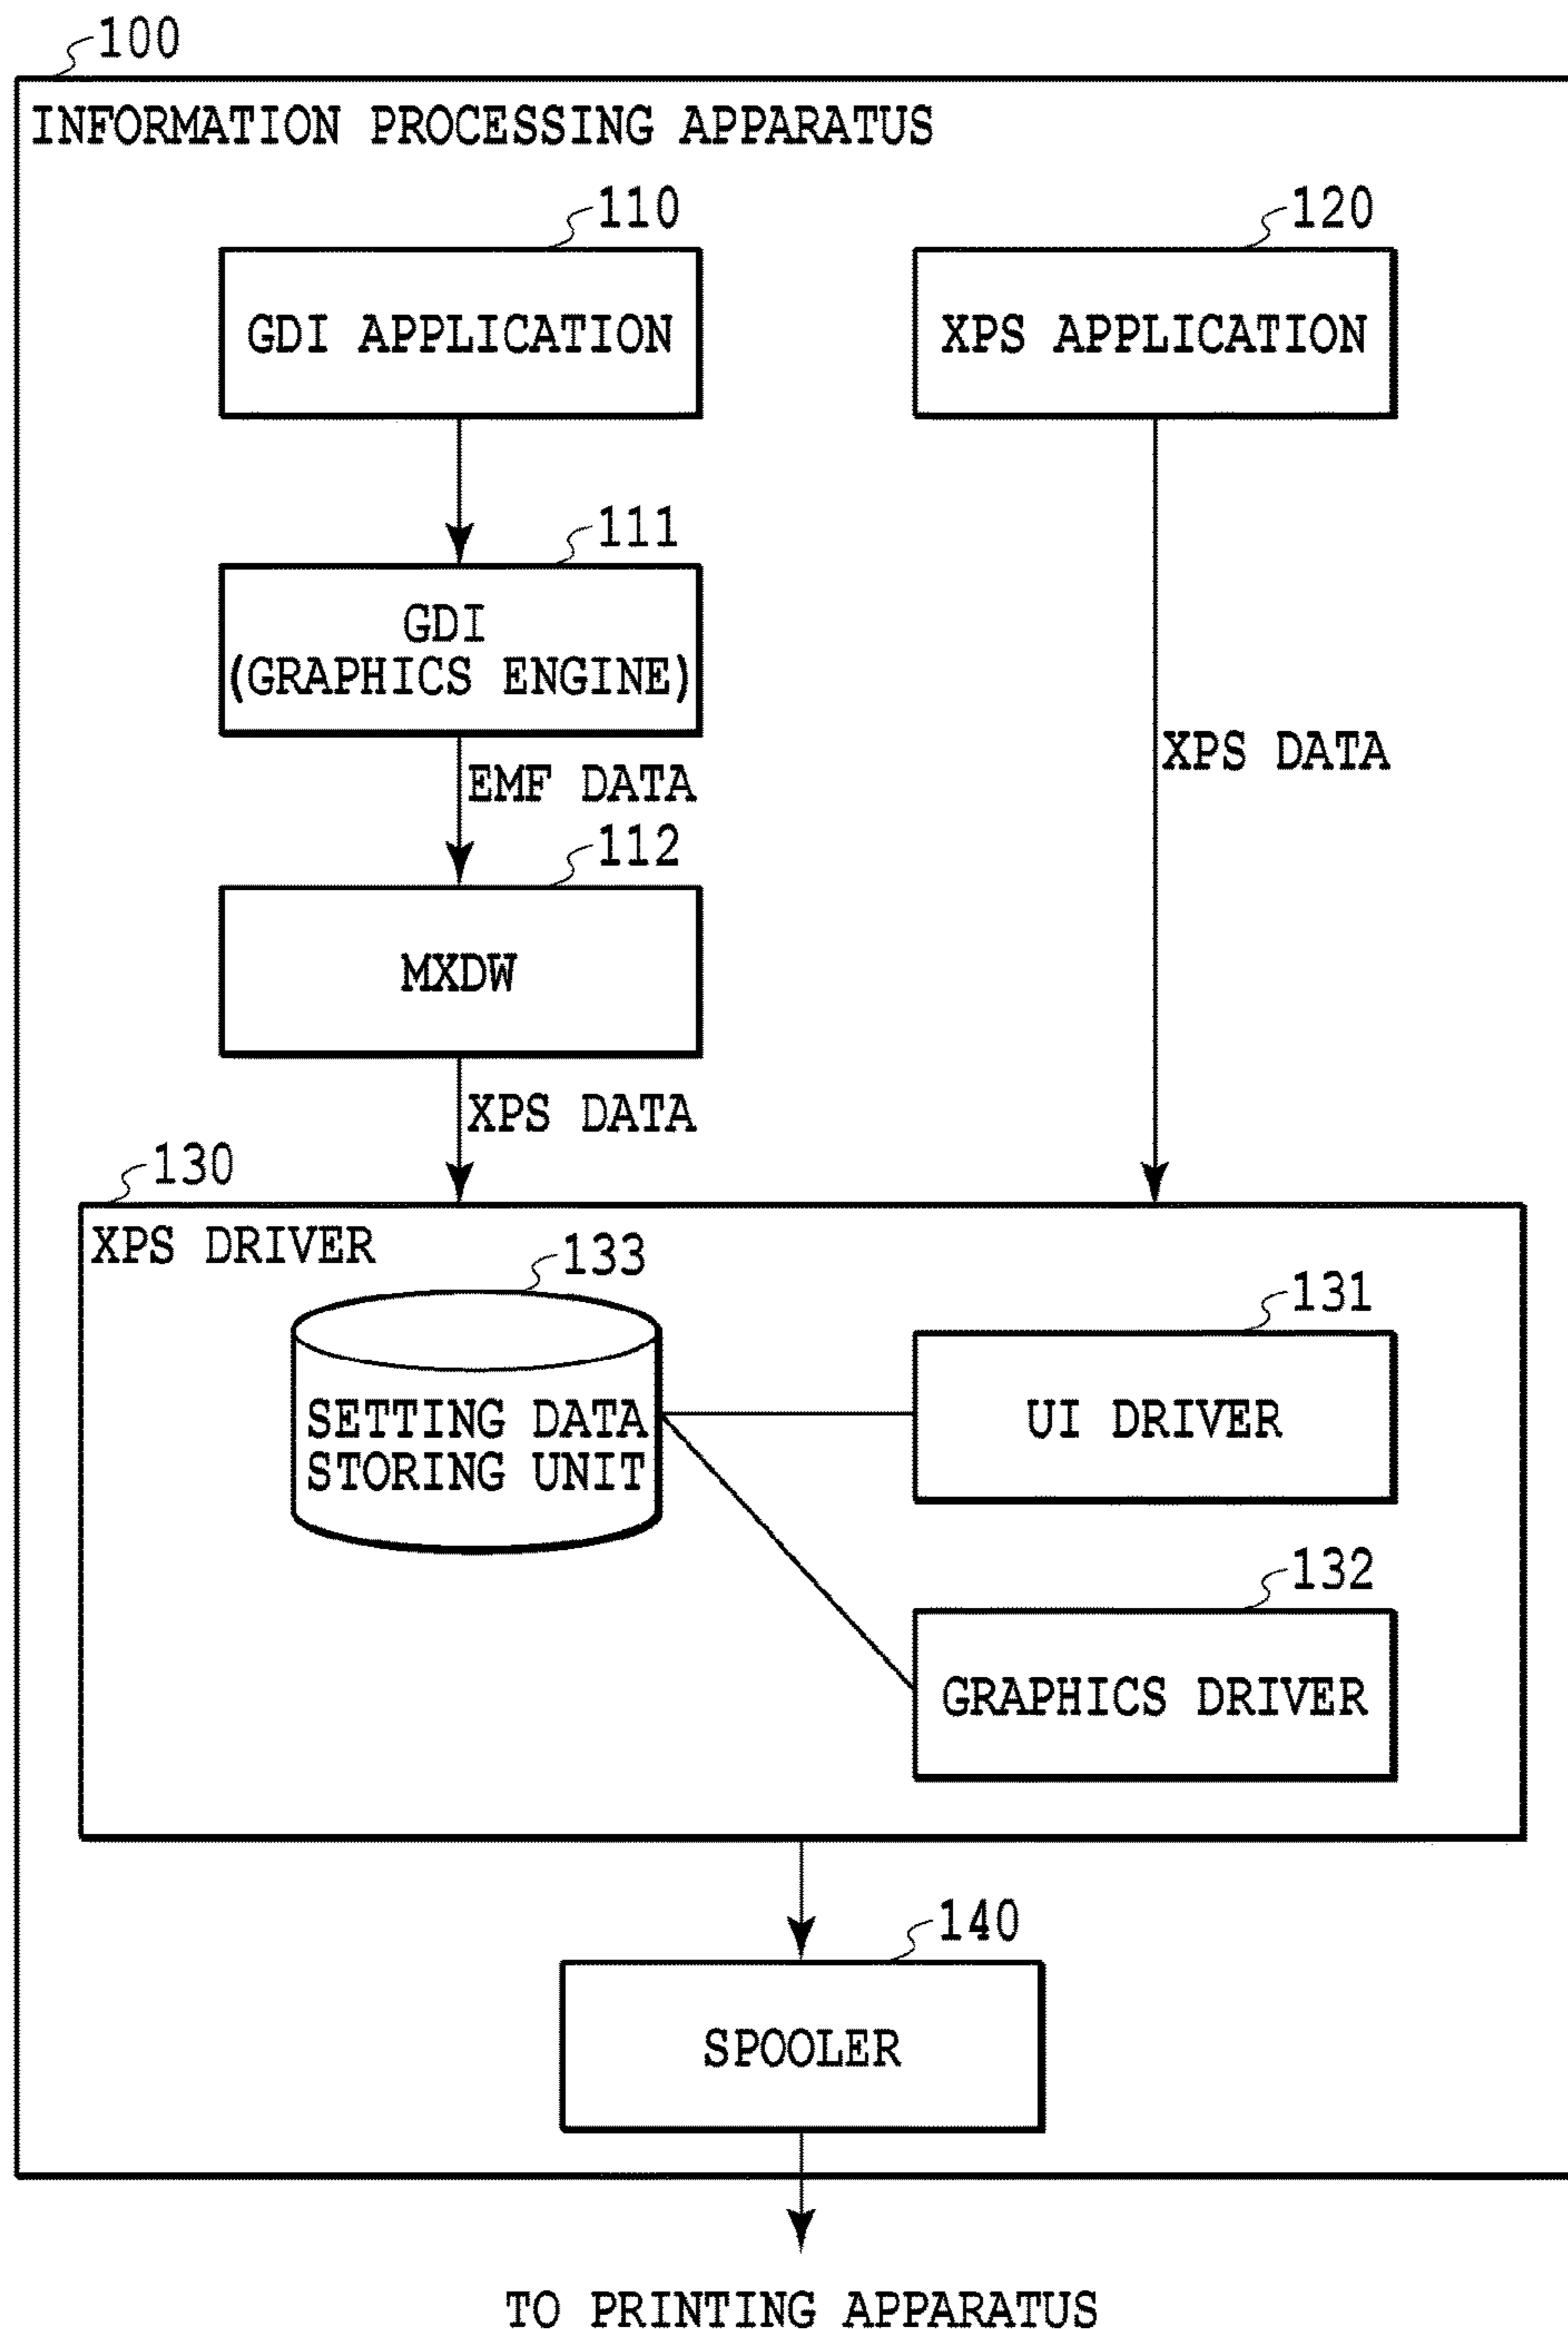 100
INFORMATION PROCESSING APPARATUS
110
120
GDI APPLICATION
XPS APPLICATION
111
GDI
(GRAPHICS ENGINE)
XPS DATA
EMF DATA
112
MXDW
XPS DATA
130
XPS DRIVER
133
131
SETTING DATA
STORING UNIT
UI DRIVER
132
GRAPHICS DRIVER
140
SPOOLER
TO PRINTING APPARATUS